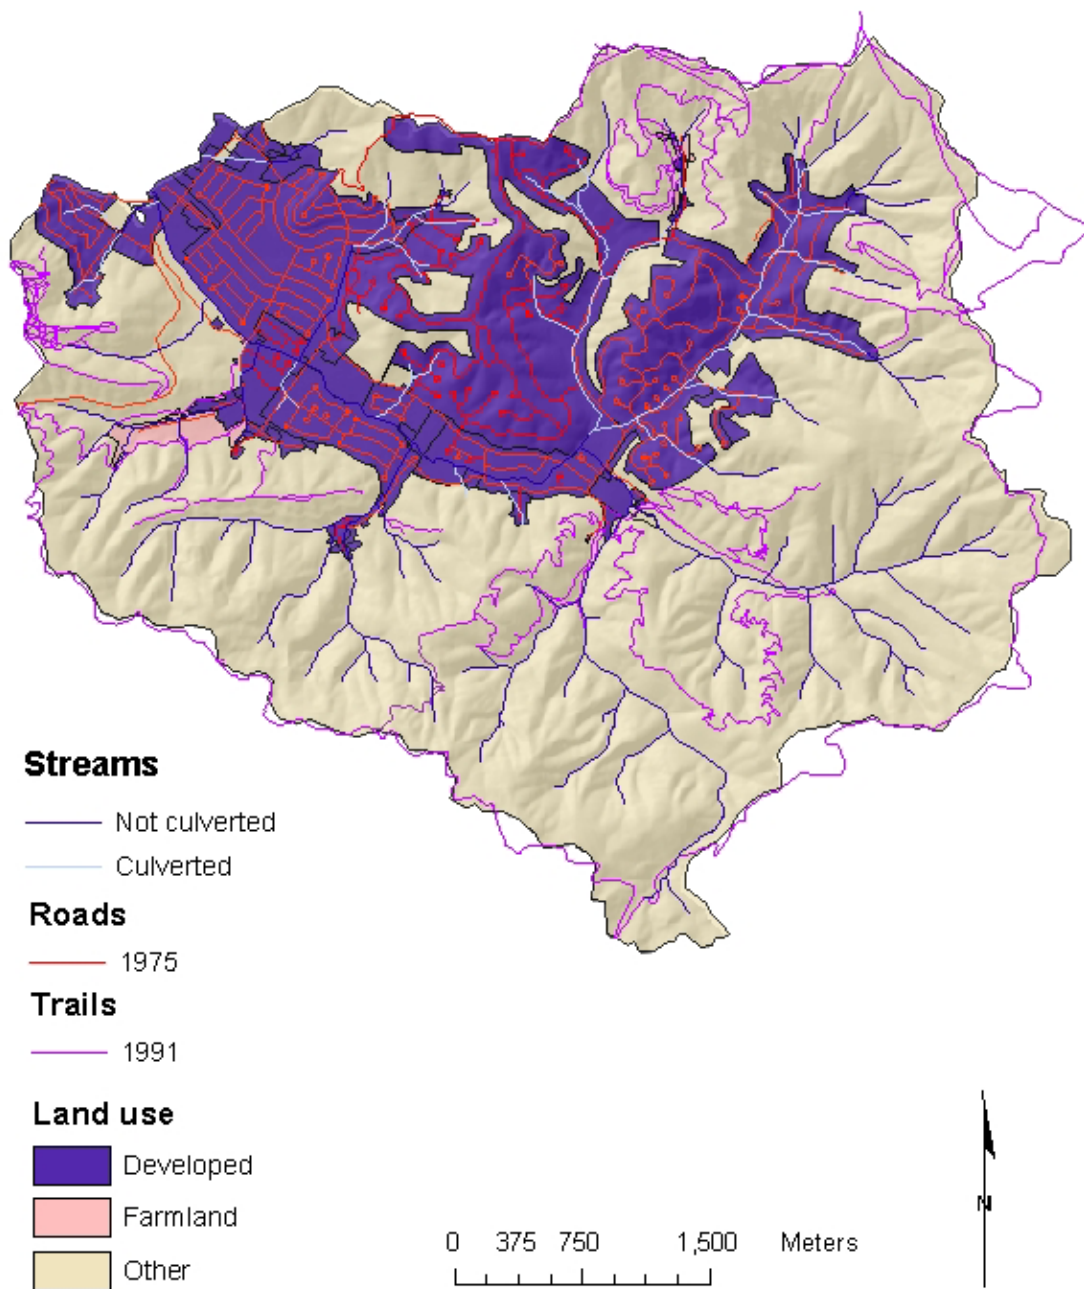 Streams
Not culverted
Culverted
Roads
1975
Trails
1991
Land use
Developed
Farmland
Other
0 375 750 1,500 Meters
N